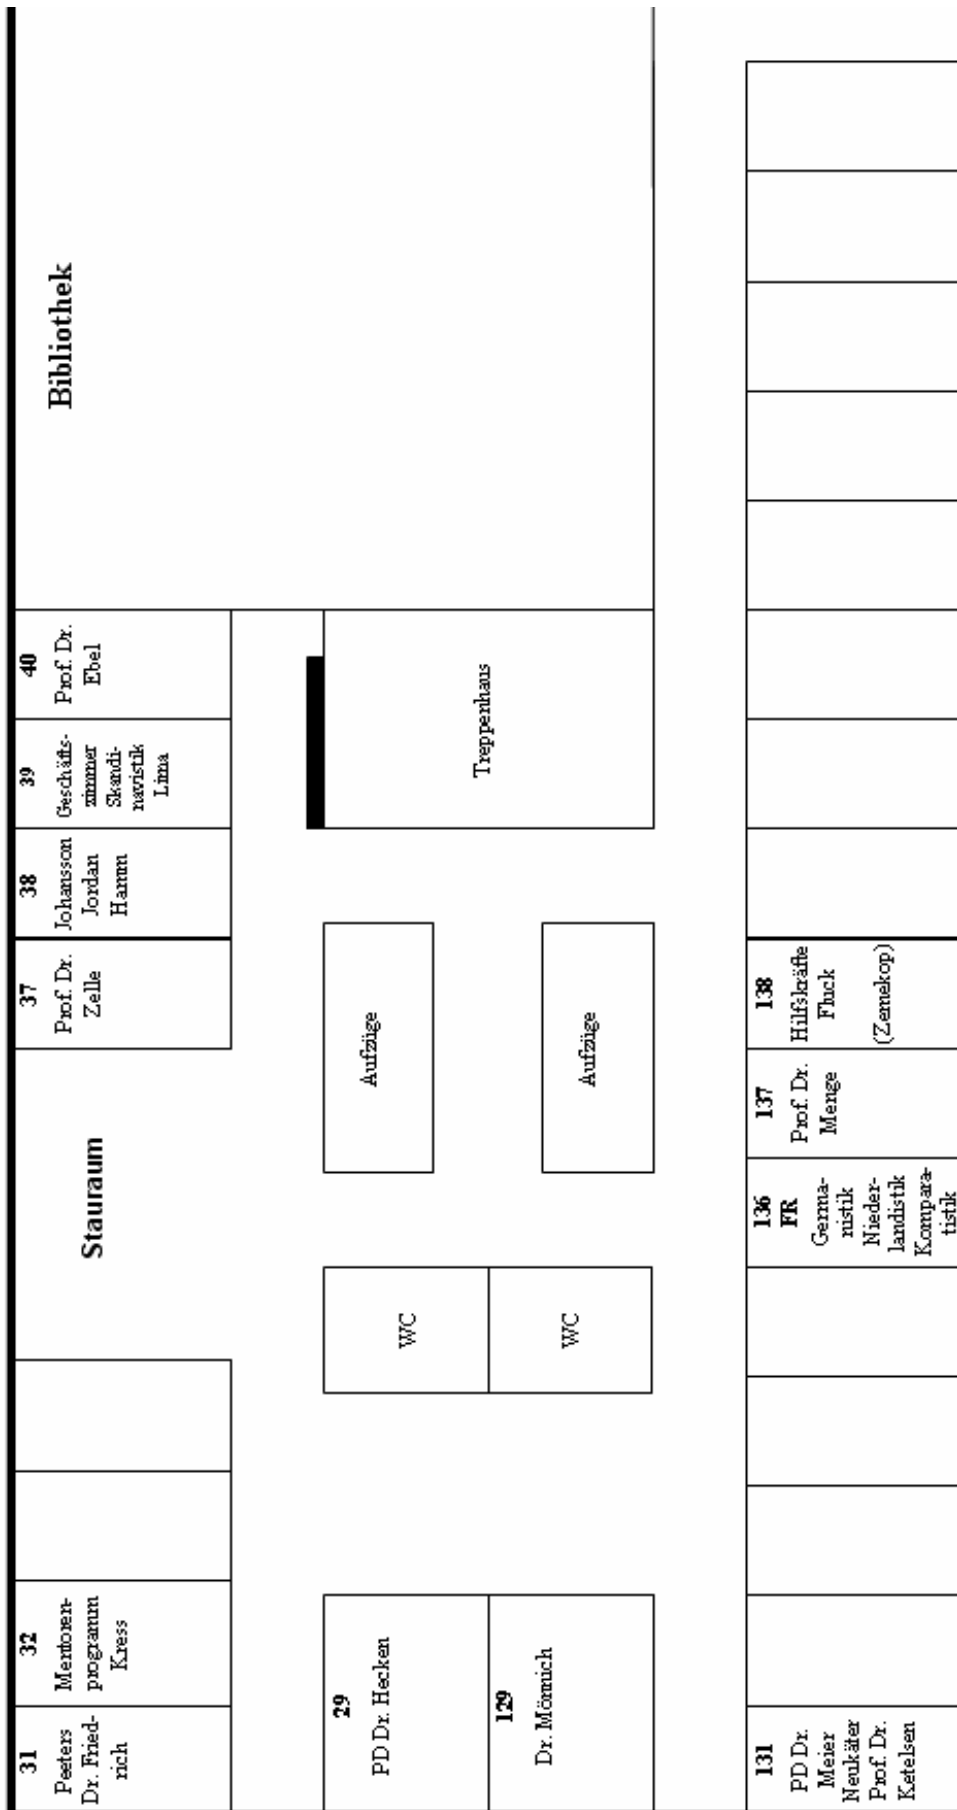 31
Peeters
Dr. Fried-
rich
32
Mentoren-
programm
Kress
Stauraum
37
Prof. Dr.
Zelle
38
Johansson
Jordan
Hamm
39
Geschäfts-
zimmer
Skandi-
navistik
Lima
40
Prof. Dr.
Ebel
Bibliothek
29
PD Dr. Hecken
129
Dr. Mönnich
WC
WC
Aufzüge
Aufzüge
Treppenhaus
131
PD Dr.
Meier
Neukäter
Prof. Dr.
Ketelsen
136
FR
Germa-
nistik
Nieder-
landistik
Kompara-
tistik
137
Prof. Dr.
Menge
138
Hilfskräfte
Fluck
(Zemekop)